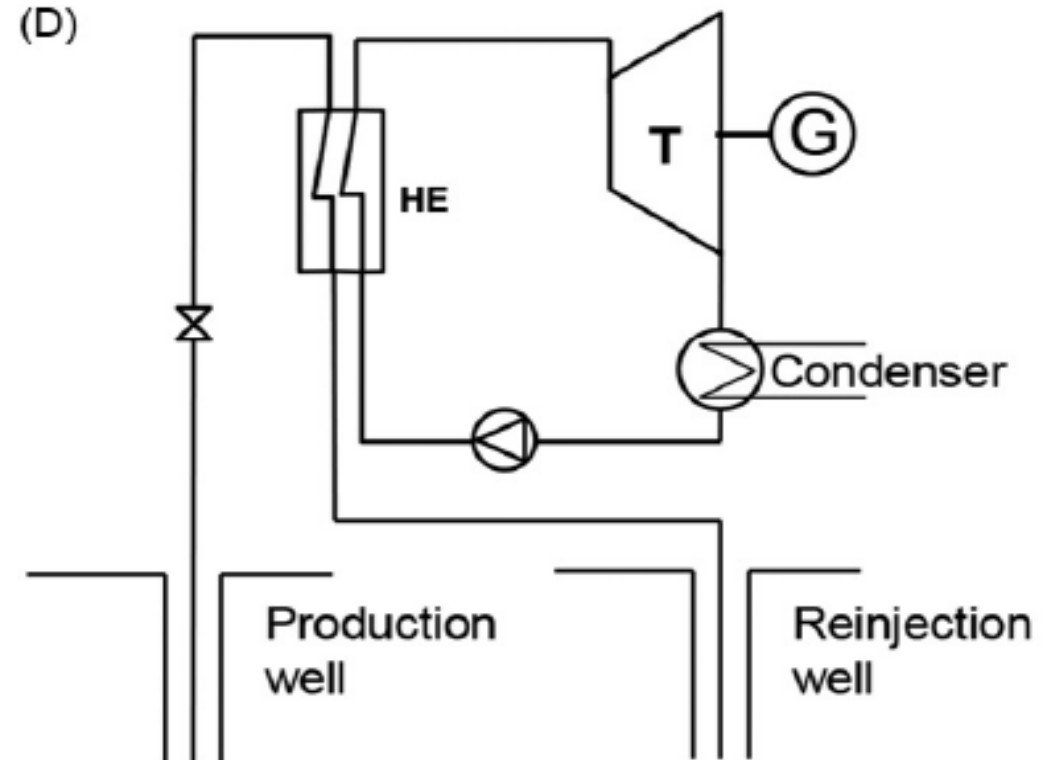 (D)
T
G
HE
Condenser
Production
well
Reinjection
well